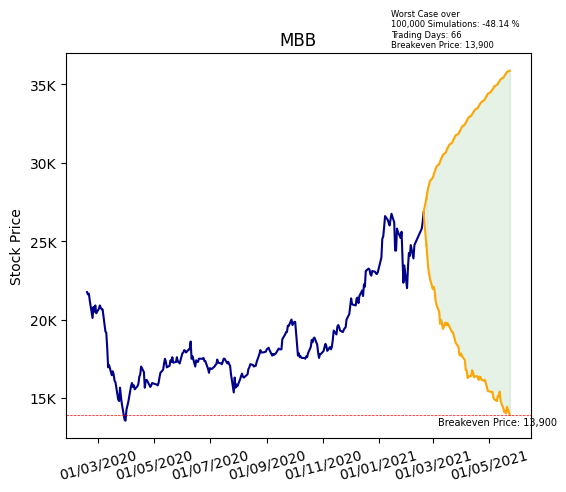 Worst Case over
100,000 Simulations: -48.14 %
Trading Days: 66
Breakeven Price: 13,900
MBB
Stock Price
35K
30K
25K
20K
15K
Breakeven Price: 13,900
01/03/2020
01/05/2020
01/07/2020
01/09/2020
01/11/2020
01/01/2021
01/03/2021
01/05/2021